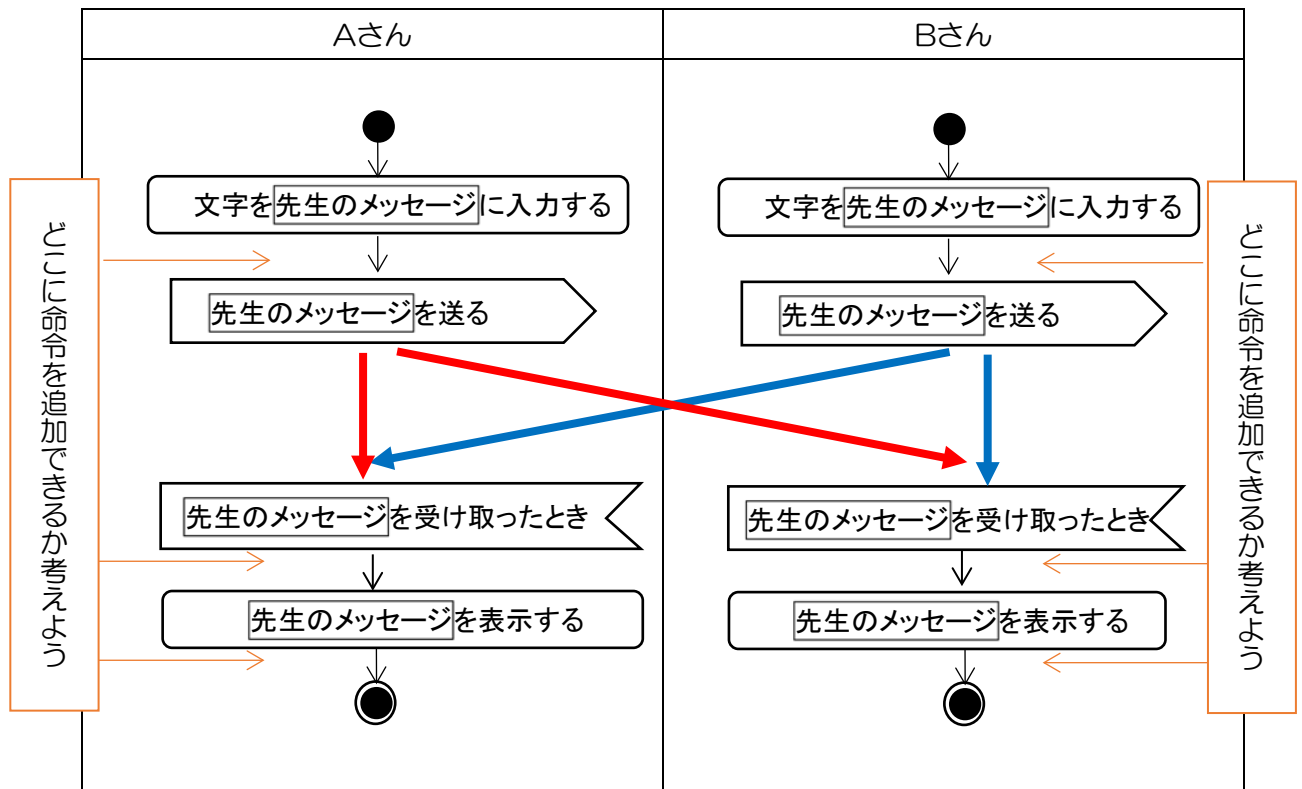 Aさん
Bさん
どこに命令を追加できるか考えよう
文字を先生のメッセージに入力する
先生のメッセージを送る
先生のメッセージを受け取ったとき
先生のメッセージを表示する
文字を先生のメッセージに入力する
先生のメッセージを送る
先生のメッセージを受け取ったとき
先生のメッセージを表示する
どこに命令を追加できるか考えよう